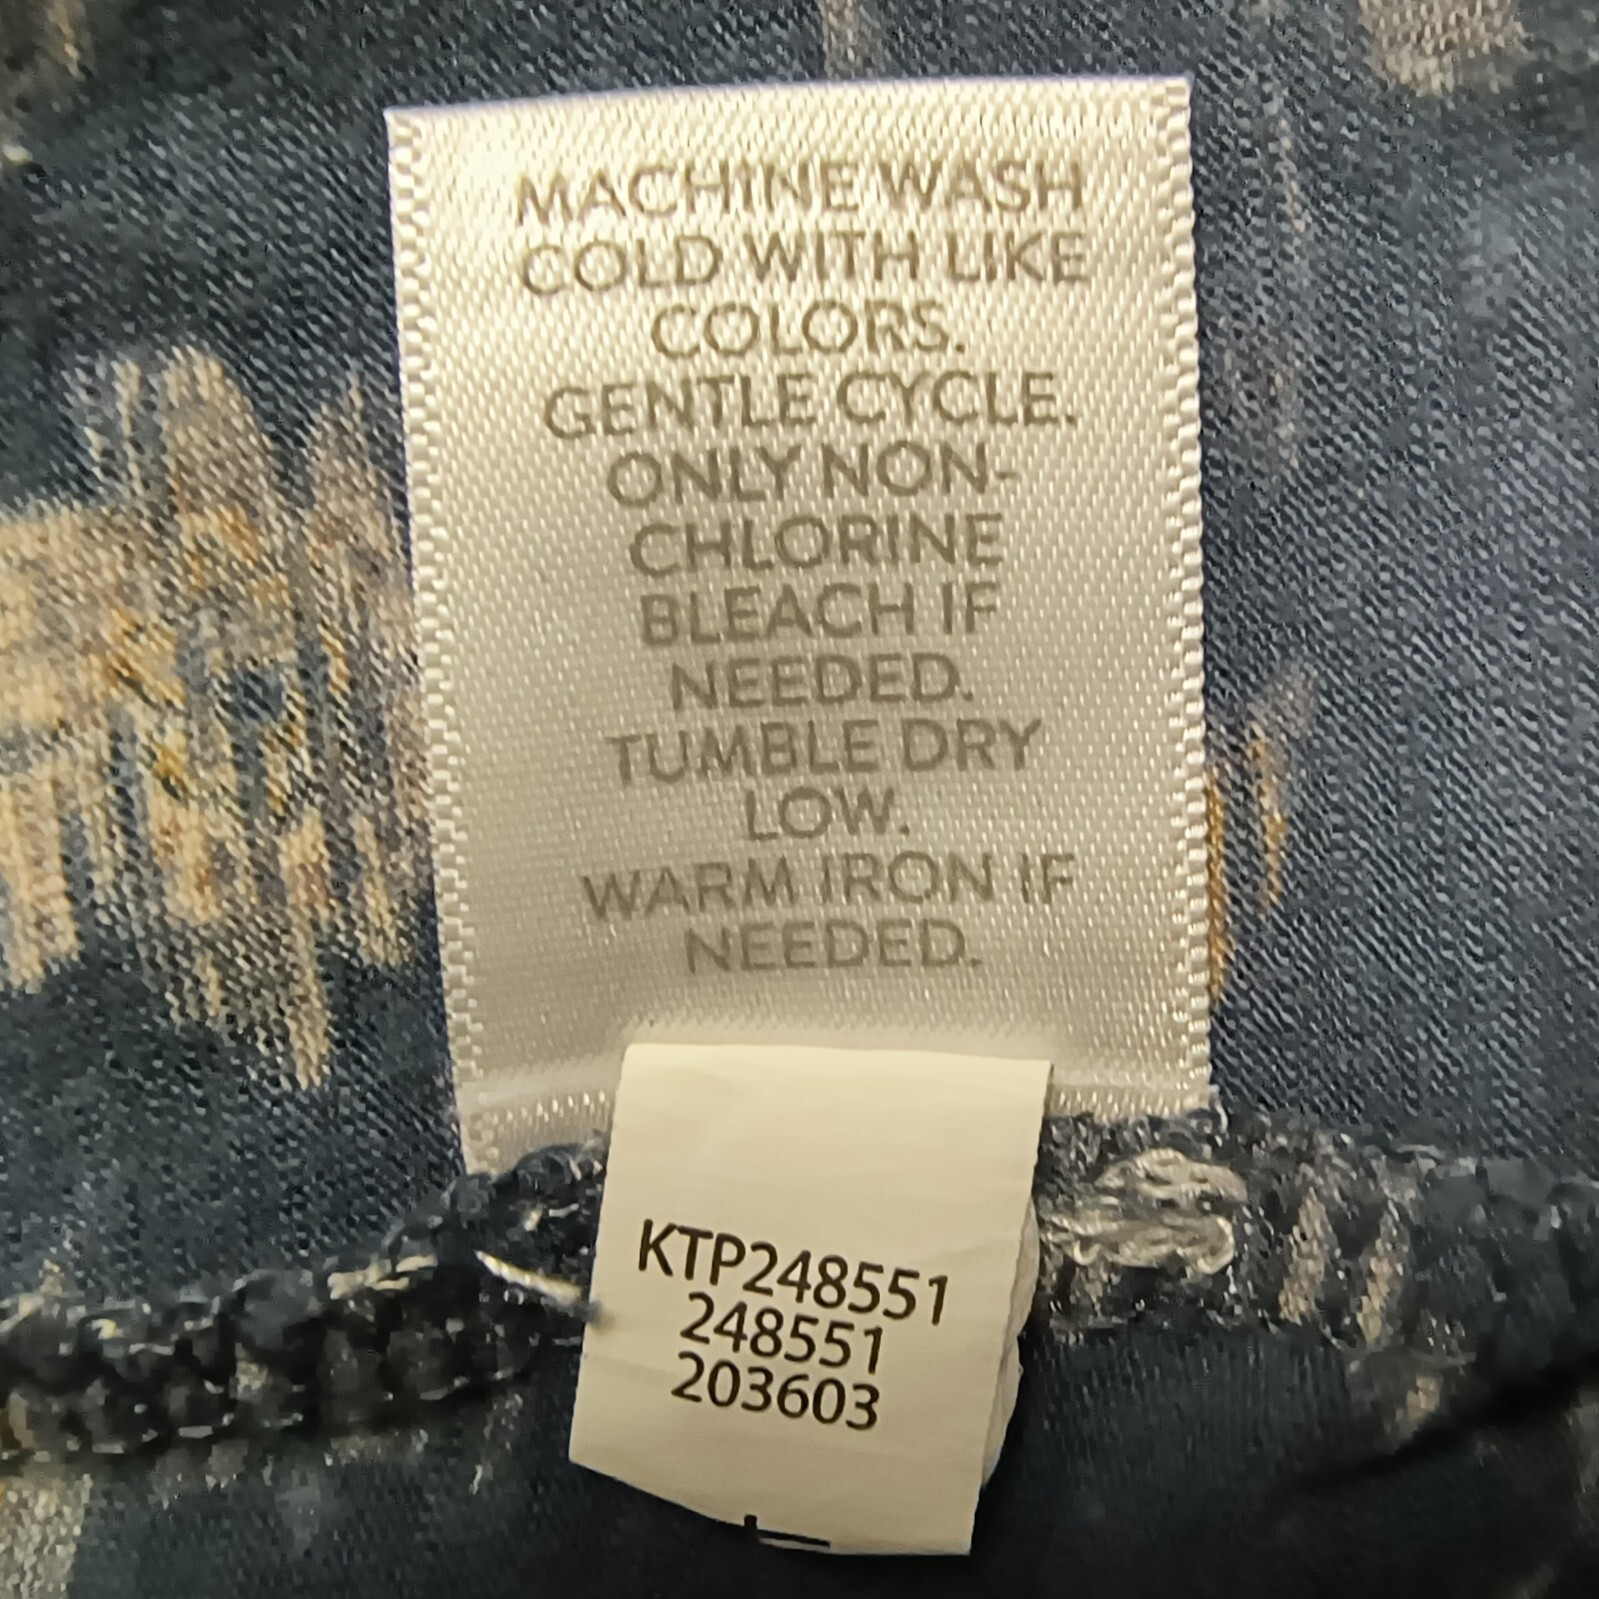 MACHINE WASH
COLD WITH LIKE
COLORS.
GENTLE CYCLE.
ONLY NON-
CHLORINE
BLEACH IF
NEEDED.
TUMBLE DRY
LOW.
WARM IRON IF
NEEDED.
KTP248551
248551
203603